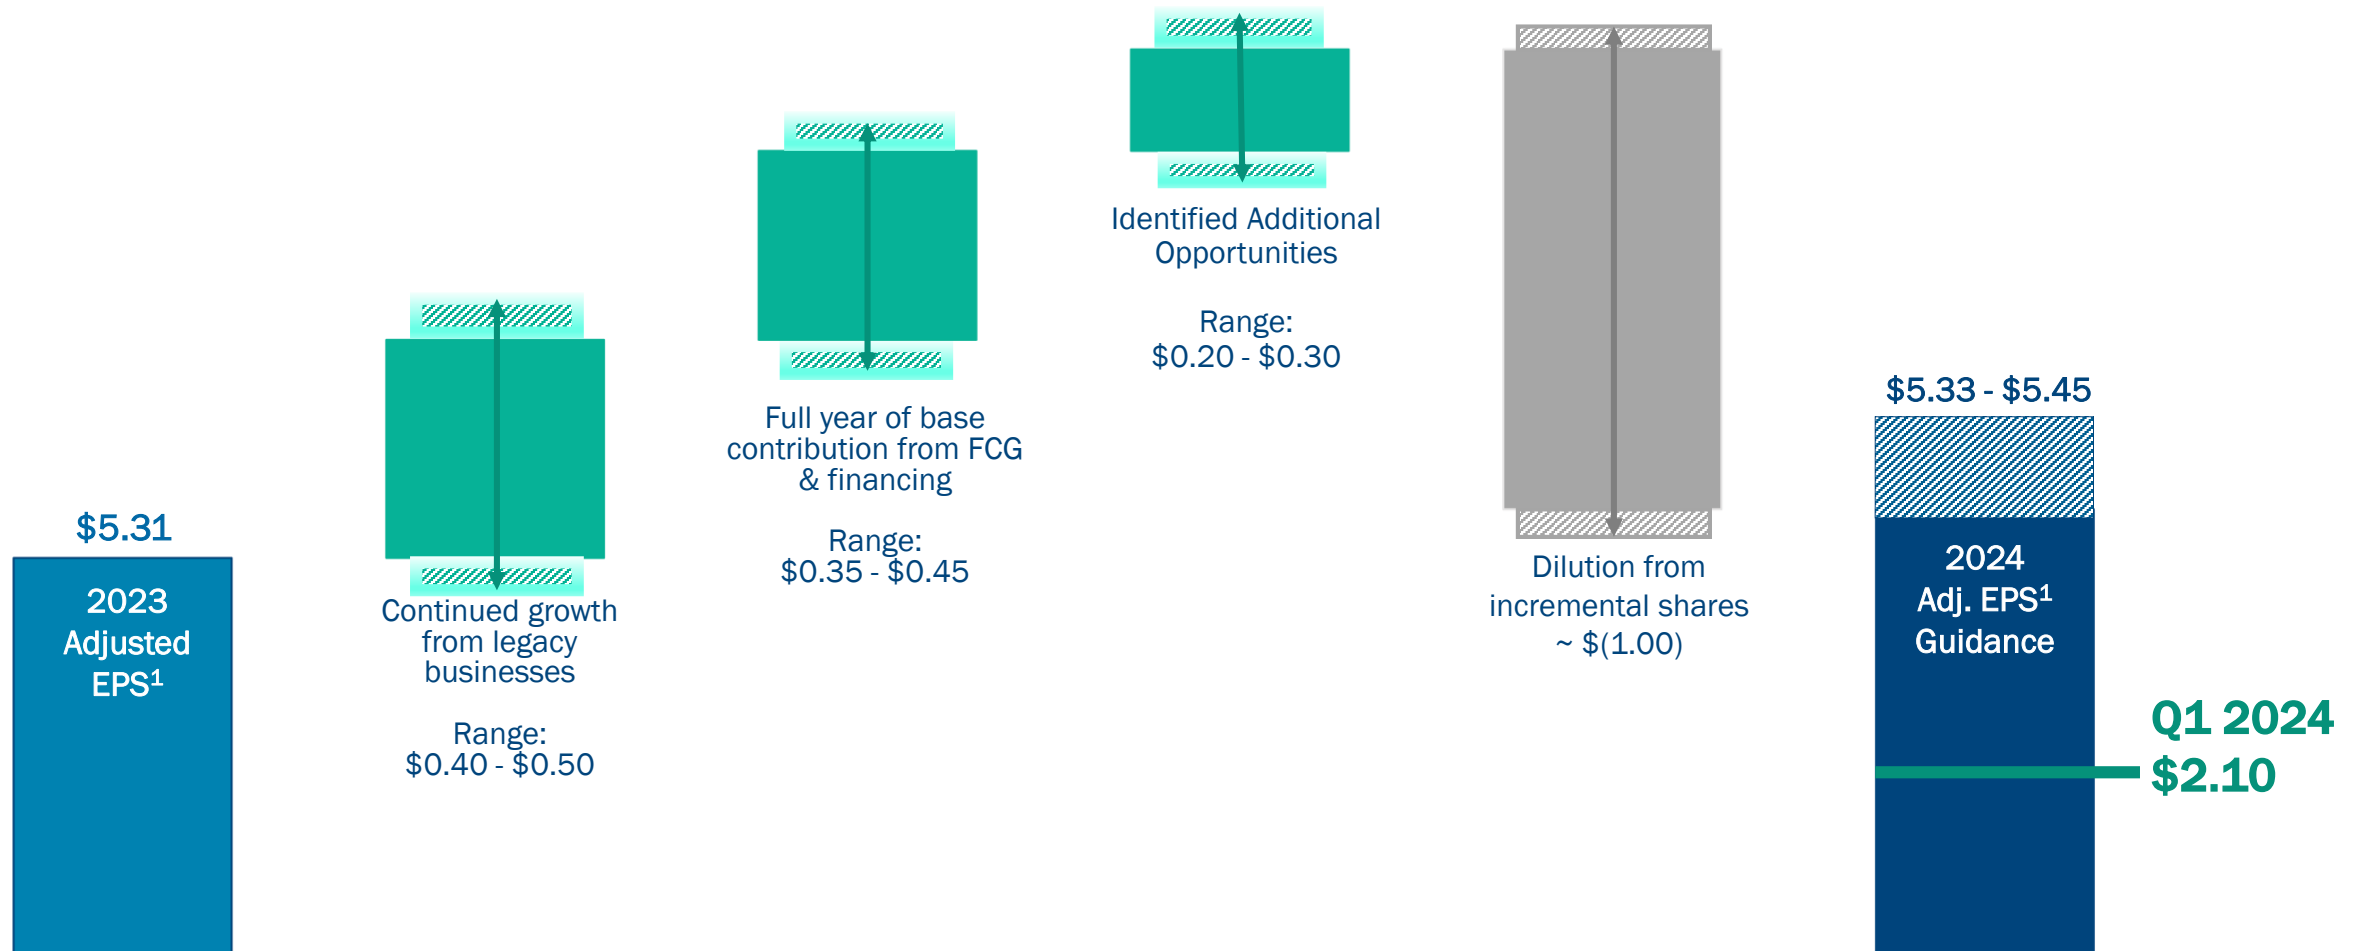 $5.31
2023
Adjusted
EPS¹
Continued growth
from legacy
businesses
Range:
$0.40 - $0.50
Full year of base
contribution from FCG
& financing
Range:
$0.35 - $0.45
Identified Additional
Opportunities
Range:
$0.20 - $0.30
Dilution from
incremental shares
~ $(1.00)
$5.33 - $5.45
2024
Adj. EPS¹
Guidance
Q1 2024
$2.10